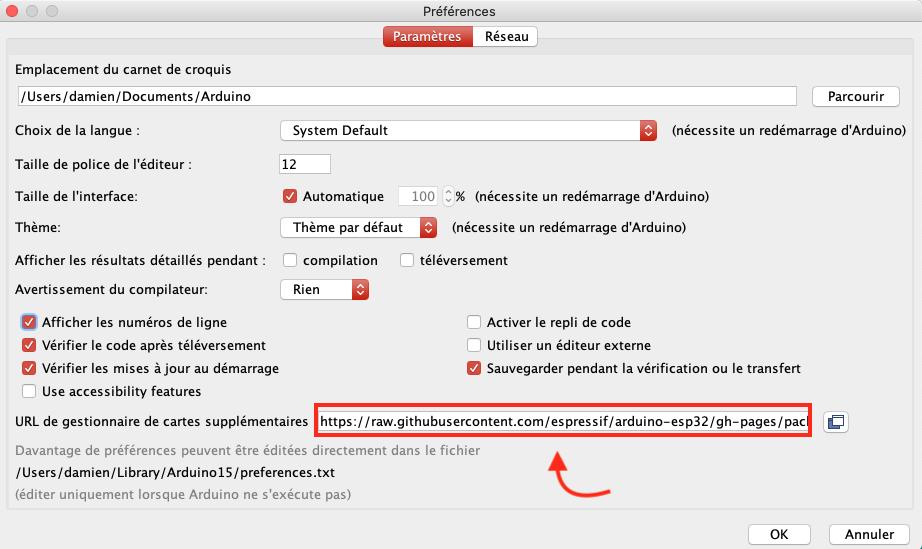 Préférences
Paramètres Réseau
Emplacement du carnet de croquis
/Users/damien/Documents/Arduino Parcourir
Choix de la langue : System Default (nécessite un redémarrage d'Arduino)
Taille de police de l'éditeur : 12
Taille de l'interface: Automatique 100 % (nécessite un redémarrage d'Arduino)
Thème: Thème par défaut (nécessite un redémarrage d'Arduino)
Afficher les résultats détaillés pendant : compilation téléversement
Avertissement du compilateur: Rien
Afficher les numéros de ligne Activer le repli de code
Vérifier le code après téléversement Utiliser un éditeur externe
Vérifier les mises à jour au démarrage Sauvegarder pendant la vérification ou le transfert
Use accessibility features
URL de gestionnaire de cartes supplémentaires https://raw.githubusercontent.com/espressif/arduino-esp32/gh-pages/pac
Davantage de préférences peuvent être éditées directement dans le fichier
/Users/damien/Library/Arduino15/preferences.txt
(éditer uniquement lorsque Arduino ne s'exécute pas)
OK Annuler